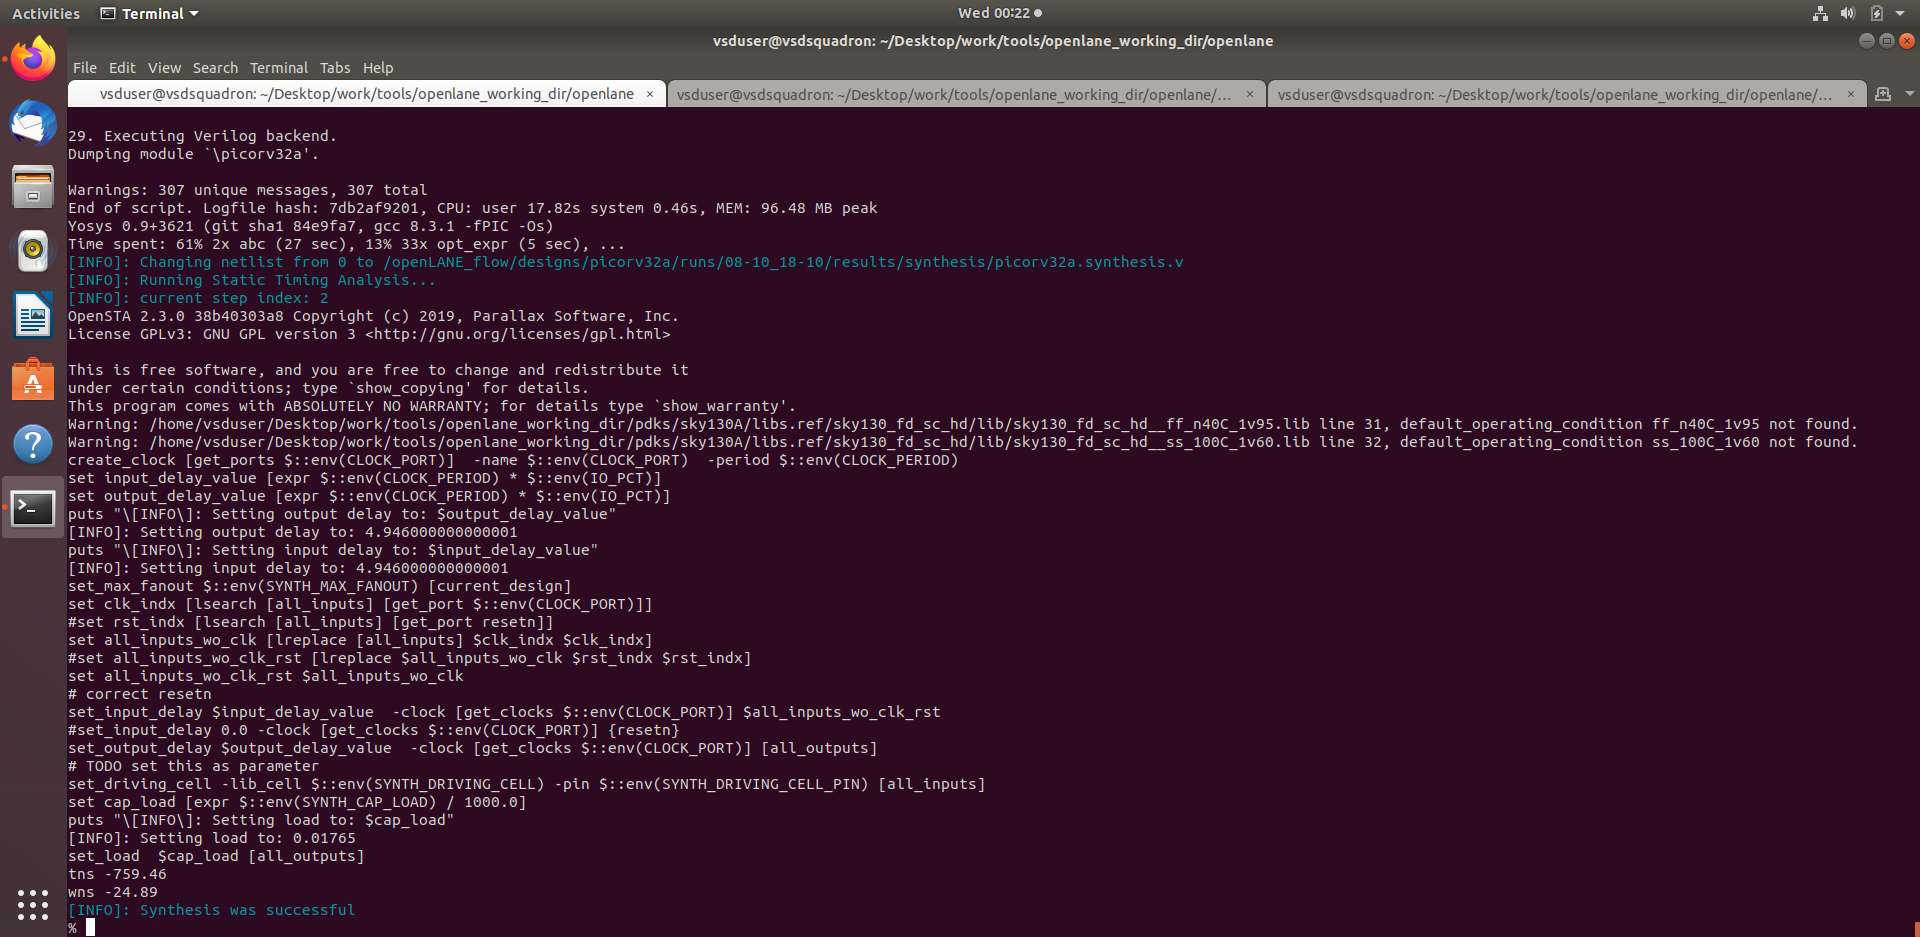 Activities Terminal Wed 00:22
vsduser@vsdsquadron: ~/Desktop/work/tools/openlane_working_dir/openlane
File Edit View Search Terminal Tabs Help
vsduser@vsdsquadron: ~/Desktop/work/tools/openlane_working_dir/openlane × vsduser@vsdsquadron: ~/Desktop/work/tools/openlane_working_dir/openlane/... × vsduser@vsdsquadron: ~/Desktop/work/tools/openlane_working_dir/openlane/... ×
29. Executing Verilog backend.
Dumping module `\picorv32a'.
Warnings: 307 unique messages, 307 total
End of script. Logfile hash: 7db2af9201, CPU: user 17.82s system 0.46s, MEM: 96.48 MB peak
Yosys 0.9+3621 (git sha1 84e9fa7, gcc 8.3.1 -fPIC -Os)
Time spent: 61% 2x abc (27 sec), 13% 33x opt_expr (5 sec), ...
[INFO]: Changing netlist from 0 to /openLANE_flow/designs/picorv32a/runs/08-10_18-10/results/synthesis/picorv32a.synthesis.v
[INFO]: Running Static Timing Analysis...
[INFO]: current step index: 2
OpenSTA 2.3.0 38b40303a8 Copyright (c) 2019, Parallax Software, Inc.
License GPLv3: GNU GPL version 3 <http://gnu.org/licenses/gpl.html>
This is free software, and you are free to change and redistribute it
under certain conditions; type `show_copying' for details.
This program comes with ABSOLUTELY NO WARRANTY; for details type `show_warranty'.
Warning: /home/vsduser/Desktop/work/tools/openlane_working_dir/pdks/sky130A/libs.ref/sky130_fd_sc_hd/lib/sky130_fd_sc_hd__ff_n40C_1v95.lib line 31, default_operating_condition ff_n40C_1v95 not found.
Warning: /home/vsduser/Desktop/work/tools/openlane_working_dir/pdks/sky130A/libs.ref/sky130_fd_sc_hd/lib/sky130_fd_sc_hd__ss_100C_1v60.lib line 32, default_operating_condition ss_100C_1v60 not found.
create_clock [get_ports $::env(CLOCK_PORT)]  -name $::env(CLOCK_PORT)  -period $::env(CLOCK_PERIOD)
set input_delay_value [expr $::env(CLOCK_PERIOD) * $::env(IO_PCT)]
set output_delay_value [expr $::env(CLOCK_PERIOD) * $::env(IO_PCT)]
puts "\[INFO\]: Setting output delay to: $output_delay_value"
[INFO]: Setting output delay to: 4.946000000000001
puts "\[INFO\]: Setting input delay to: $input_delay_value"
[INFO]: Setting input delay to: 4.946000000000001
set_max_fanout $::env(SYNTH_MAX_FANOUT) [current_design]
set clk_indx [lsearch [all_inputs] [get_port $::env(CLOCK_PORT)]]
#set rst_indx [lsearch [all_inputs] [get_port resetn]]
set all_inputs_wo_clk [lreplace [all_inputs] $clk_indx $clk_indx]
#set all_inputs_wo_clk_rst [lreplace $all_inputs_wo_clk $rst_indx $rst_indx]
set all_inputs_wo_clk_rst $all_inputs_wo_clk
# correct resetn
set_input_delay $input_delay_value  -clock [get_clocks $::env(CLOCK_PORT)] $all_inputs_wo_clk_rst
#set_input_delay 0.0 -clock [get_clocks $::env(CLOCK_PORT)] {resetn}
set_output_delay $output_delay_value  -clock [get_clocks $::env(CLOCK_PORT)] [all_outputs]
# TODO set this as parameter
set_driving_cell -lib_cell $::env(SYNTH_DRIVING_CELL) -pin $::env(SYNTH_DRIVING_CELL_PIN) [all_inputs]
set cap_load [expr $::env(SYNTH_CAP_LOAD) / 1000.0]
puts "\[INFO\]: Setting load to: $cap_load"
[INFO]: Setting load to: 0.01765
set_load  $cap_load [all_outputs]
tns -759.46
wns -24.89
[INFO]: Synthesis was successful
%